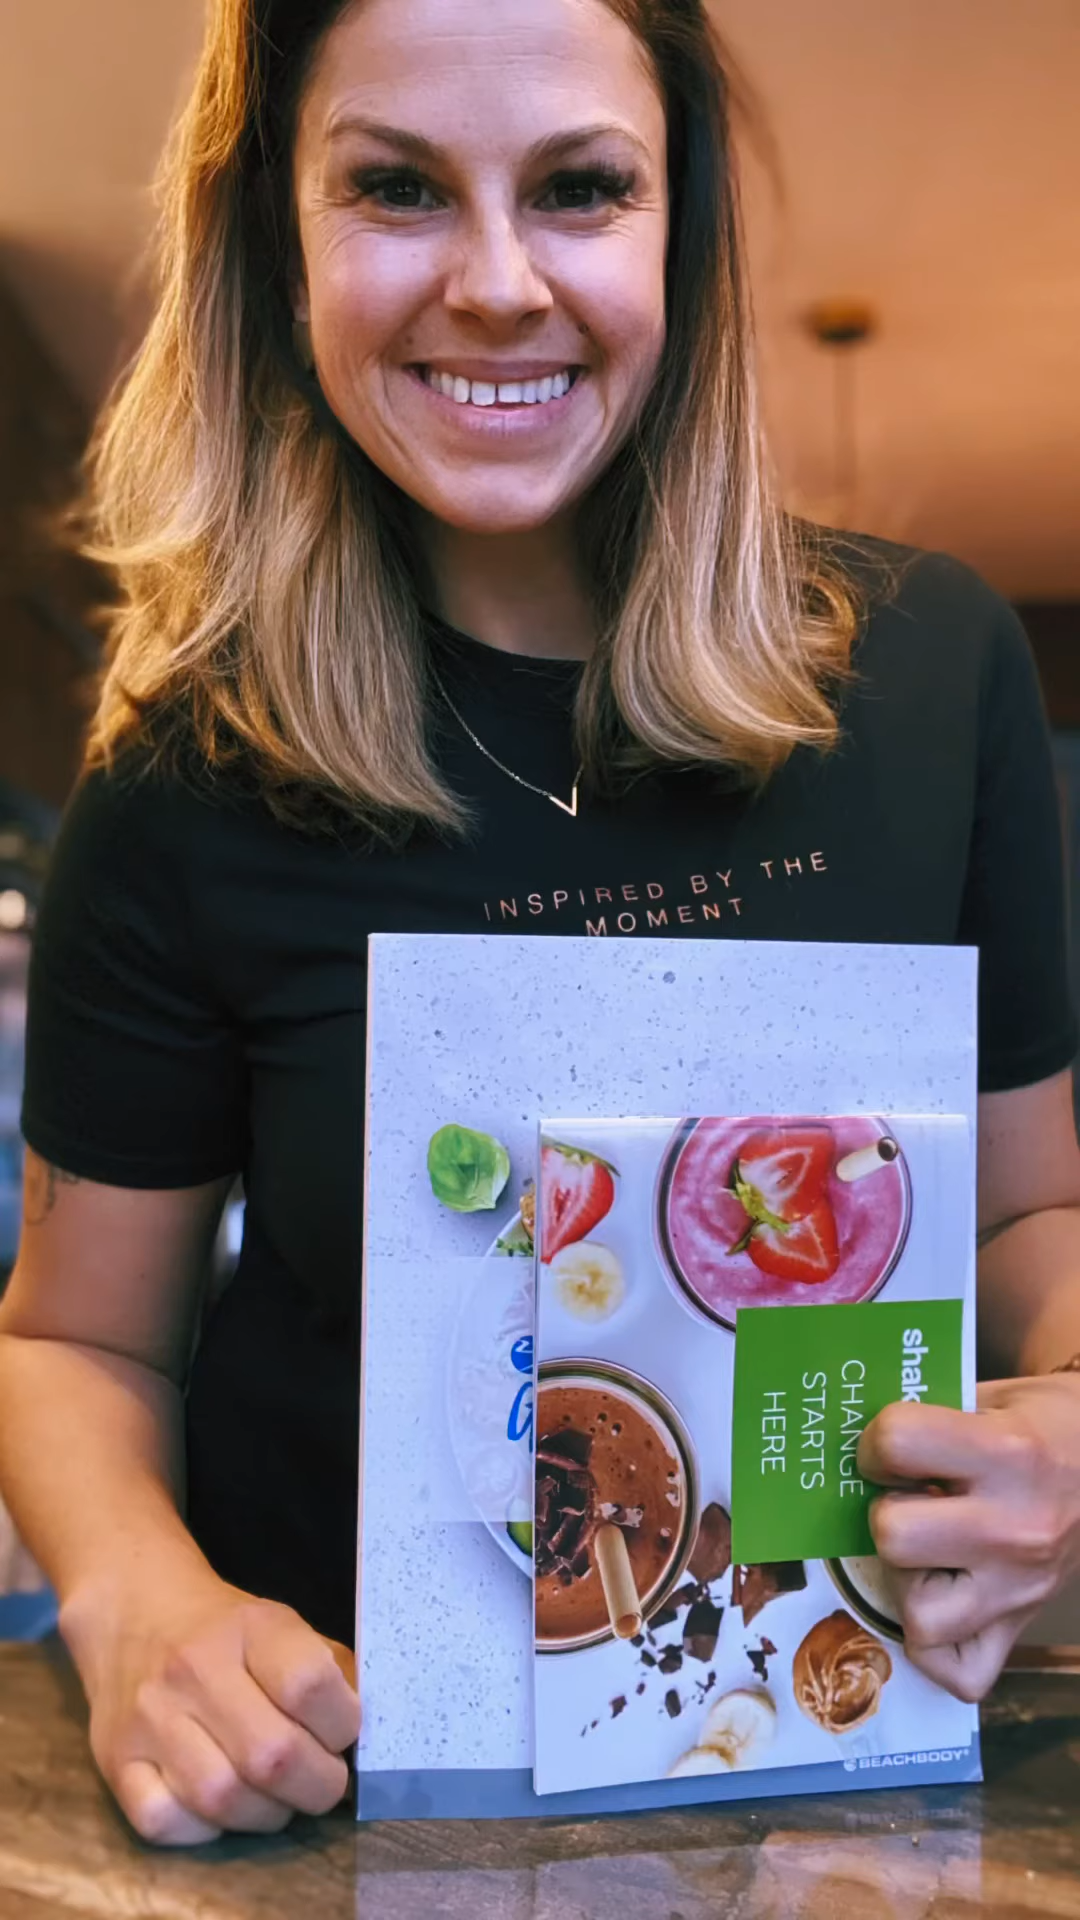 INSPIRED BY THE
MOMENT
shak
CHANGE
STARTS
HERE
BEACHBODY